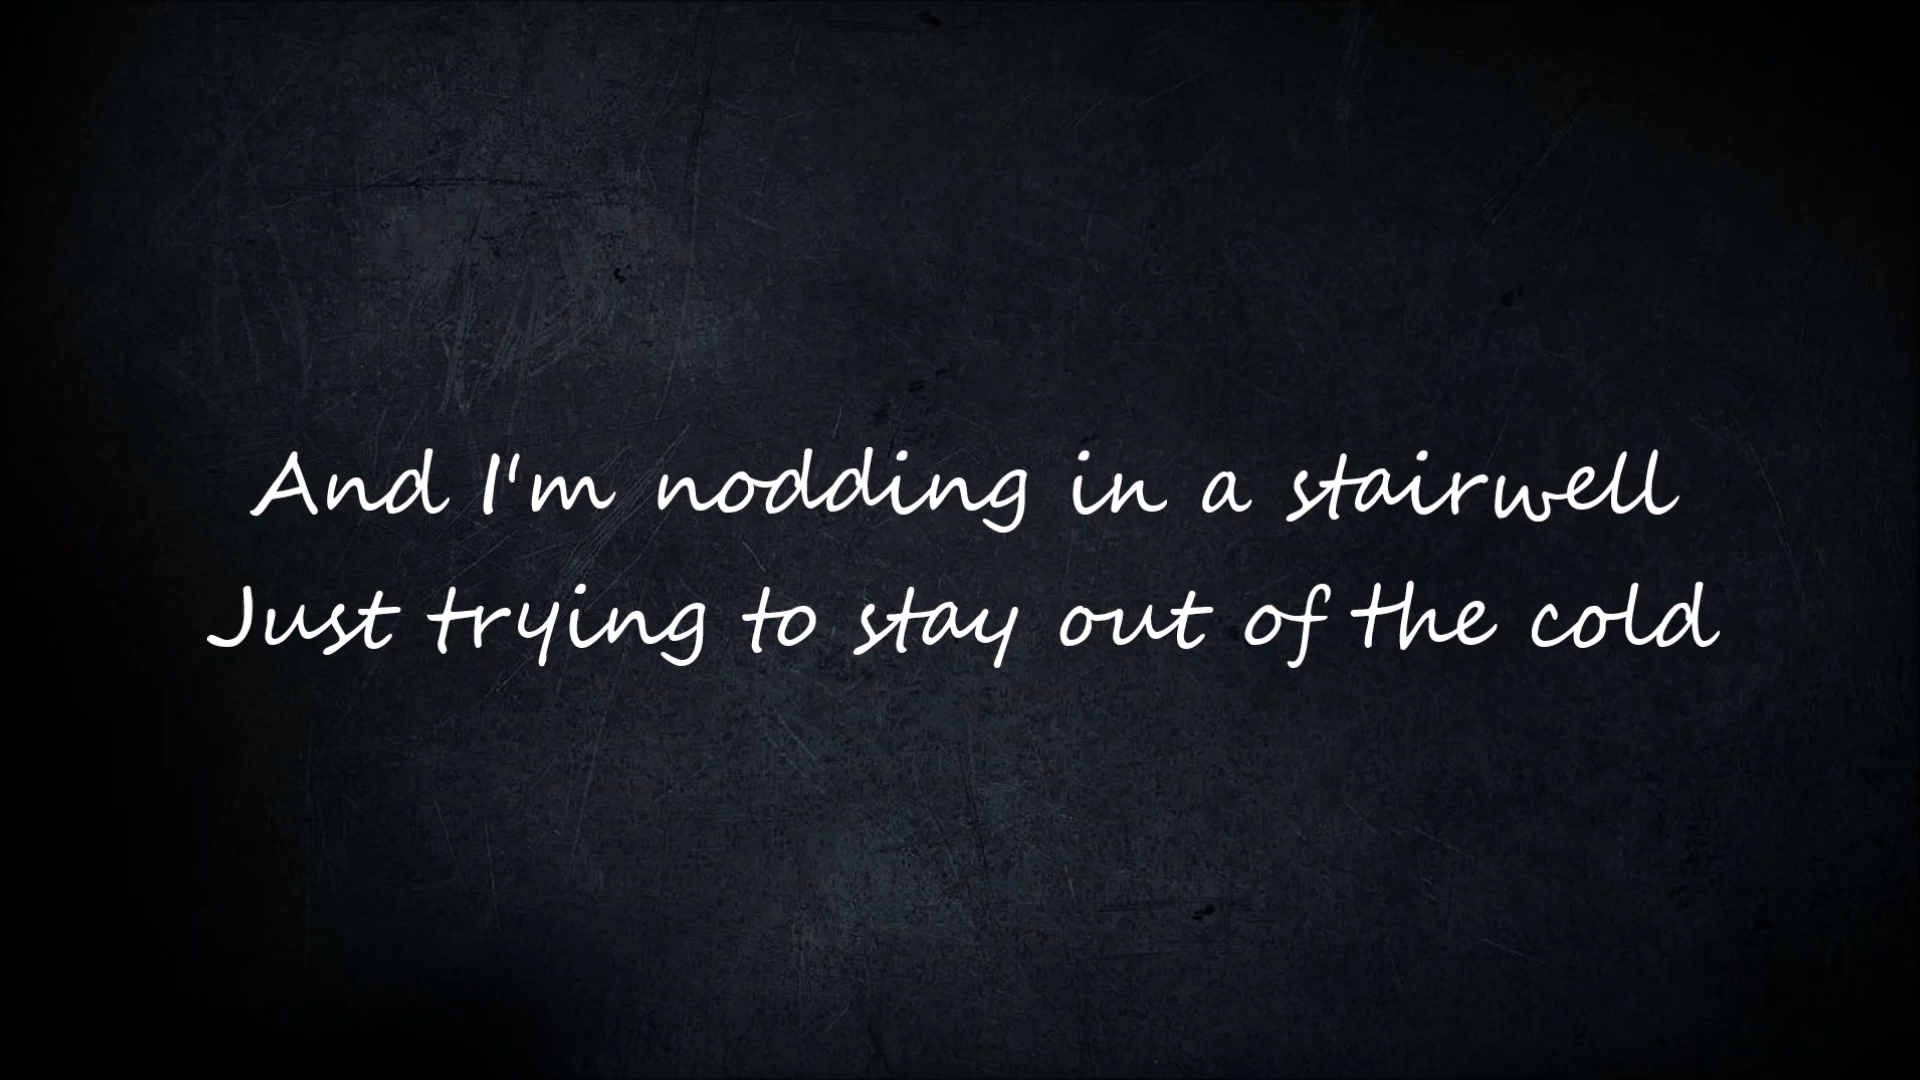 And I'm nodding in a stairwell
Just trying to stay out of the cold